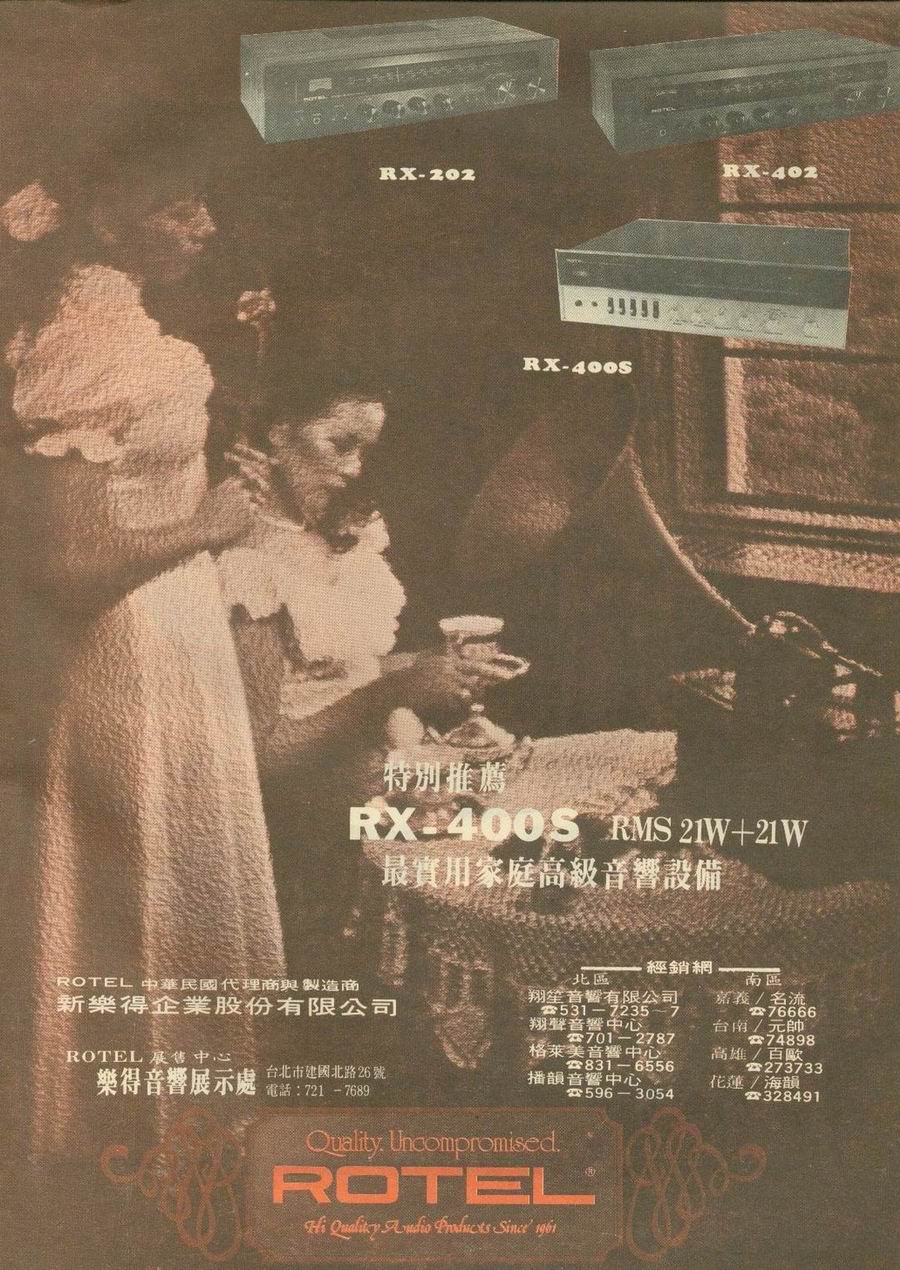 ROTEL
ROTEL
RX-202
RX-402
ROTEL
RX-400S
特別推薦
RX-400S RMS 21W+21W
最實用家庭高級音響設備
ROTEL 中華民國代理商與製造商
新樂得企業股份有限公司
ROTEL 展售中心
樂得音響展示處
台北市建國北路26號
電話：721－7689
經銷網
北區
翔笙音響有限公司
☎531－7235～7
翔聲音響中心
☎701－2787
格萊美音響中心
☎831－6556
播韻音響中心
☎596－3054
南區
嘉義／名流
☎76666
台南／元帥
☎74898
高雄／百歐
☎273733
花蓮／海韻
☎328491
Quality. Uncompromised.
ROTEL®
Hi Quality Audio Products Since' 1961